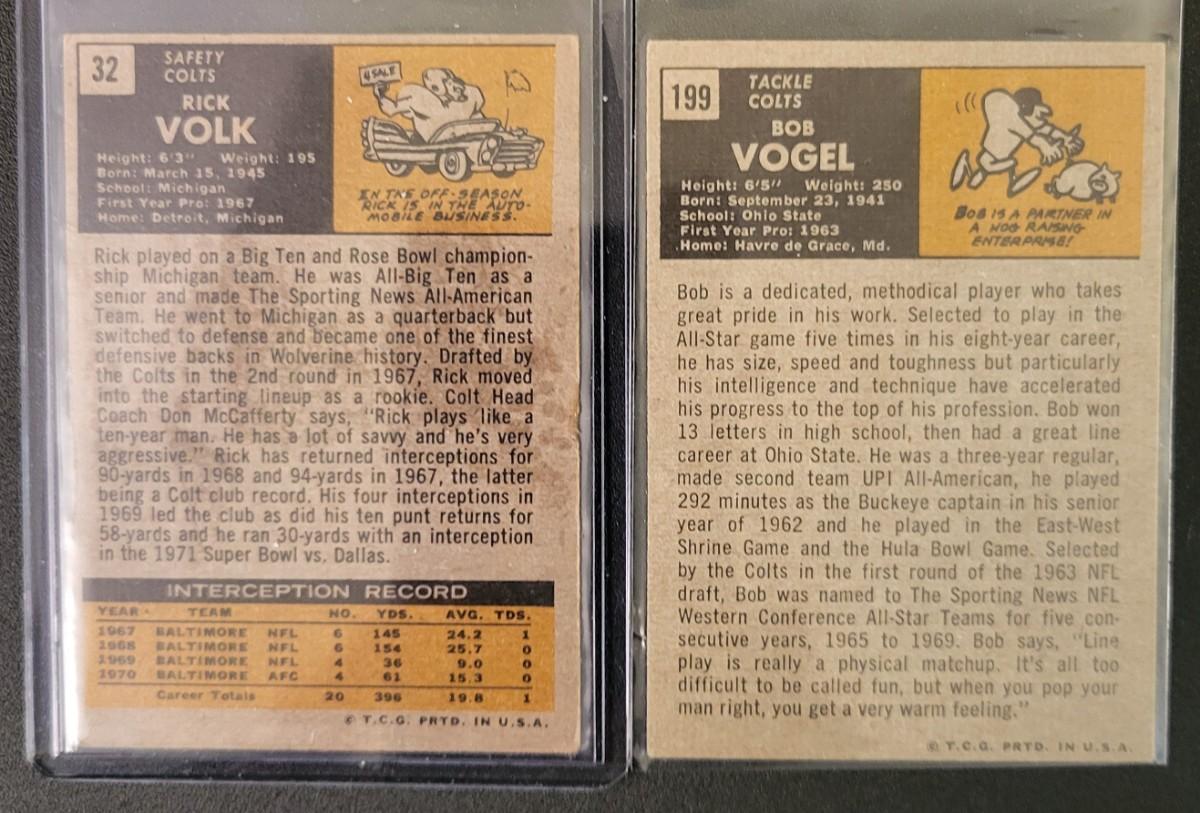 32
SAFETY
COLTS
RICK
VOLK
Height: 6'3" Weight: 195
Born: March 15, 1945
School: Michigan
First Year Pro: 1967
Home: Detroit, Michigan
4 SALE
IN THE OFF-SEASON
RICK IS IN THE AUTO-
MOBILE BUSINESS.
Rick played on a Big Ten and Rose Bowl champion-
ship Michigan team. He was All-Big Ten as a
senior and made The Sporting News All-American
Team. He went to Michigan as a quarterback but
switched to defense and became one of the finest
defensive backs in Wolverine history. Drafted by
the Colts in the 2nd round in 1967, Rick moved
into the starting lineup as a rookie. Colt Head
Coach Don McCafferty says, "Rick plays like a
ten-year man. He has a lot of savvy and he's very
aggressive." Rick has returned interceptions for
90-yards in 1968 and 94-yards in 1967, the latter
being a Colt club record. His four interceptions in
1969 led the club as did his ten punt returns for
58-yards and he ran 30-yards with an interception
in the 1971 Super Bowl vs. Dallas.
INTERCEPTION RECORD
YEAR TEAM NO. YDS. AVG. TDS.
1967 BALTIMORE NFL 6 145 24.2 1
1968 BALTIMORE NFL 6 154 25.7 0
1969 BALTIMORE NFL 4 36 9.0 0
1970 BALTIMORE AFC 4 61 15.3 0
Career Totals 20 396 19.8 1
© T.C.G. PRTD. IN U.S.A.
199
TACKLE
COLTS
BOB
VOGEL
Height: 6'5" Weight: 250
Born: September 23, 1941
School: Ohio State
First Year Pro: 1963
Home: Havre de Grace, Md.
BOB IS A PARTNER IN
A HOG RAISING
ENTERPRISE!
Bob is a dedicated, methodical player who takes
great pride in his work. Selected to play in the
All-Star game five times in his eight-year career,
he has size, speed and toughness but particularly
his intelligence and technique have accelerated
his progress to the top of his profession. Bob won
13 letters in high school, then had a great line
career at Ohio State. He was a three-year regular,
made second team UPI All-American, he played
292 minutes as the Buckeye captain in his senior
year of 1962 and he played in the East-West
Shrine Game and the Hula Bowl Game. Selected
by the Colts in the first round of the 1963 NFL
draft, Bob was named to The Sporting News NFL
Western Conference All-Star Teams for five con-
secutive years, 1965 to 1969. Bob says, "Line
play is really a physical matchup. It's all too
difficult to be called fun, but when you pop your
man right, you get a very warm feeling."
© T.C.G. PRTD. IN U.S.A.